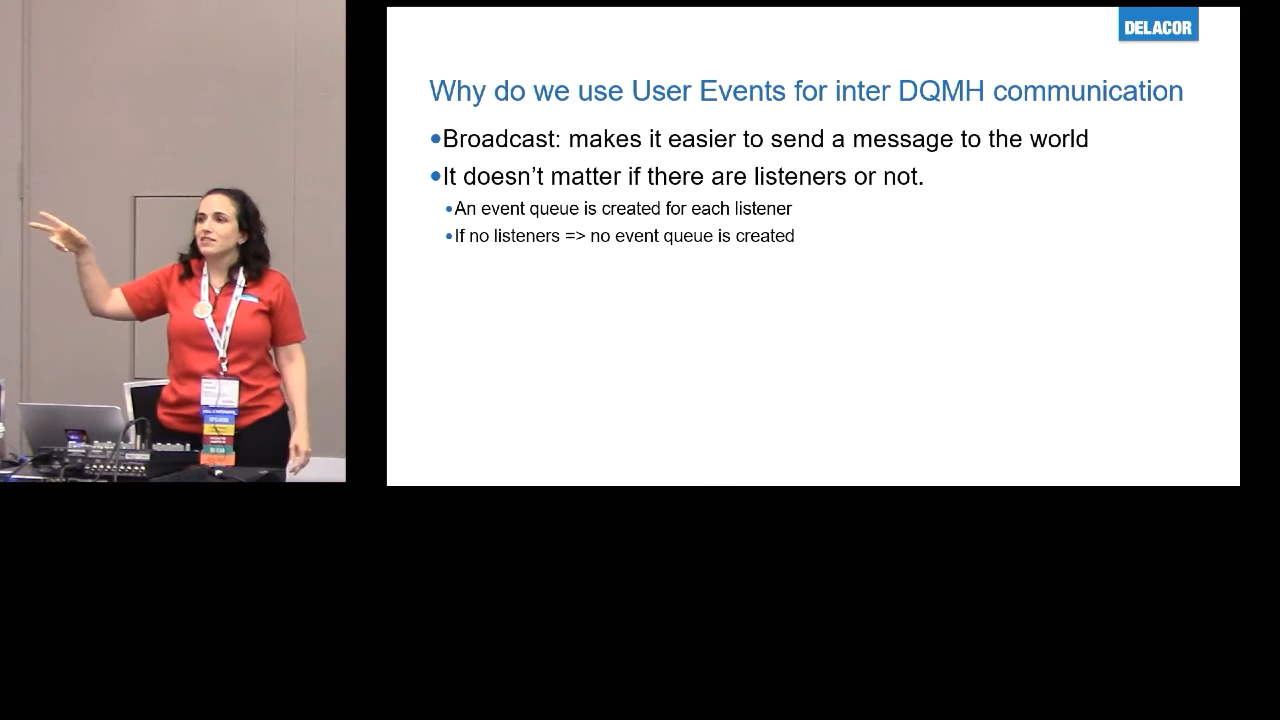 DELACOR
Why do we use User Events for inter DQMH communication
•Broadcast: makes it easier to send a message to the world
•It doesn’t matter if there are listeners or not.
•An event queue is created for each listener
•If no listeners => no event queue is created